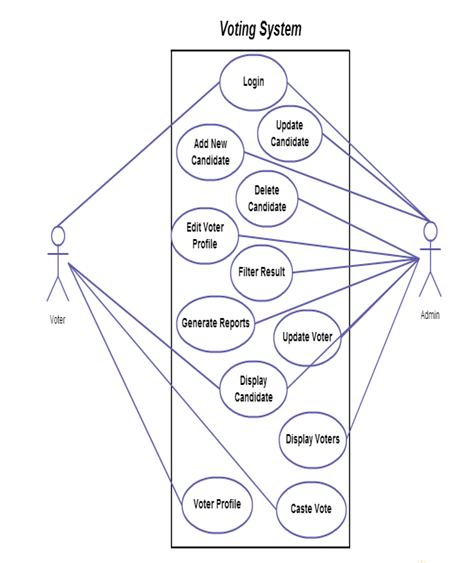 Voting System
Login
Update
Candidate
Add New
Candidate
Delete
Candidate
Edit Voter
Profile
Filter Result
Voter
Admin
Generate Reports
Update Voter
Display
Candidate
Display Voters
Voter Profile
Caste Vote